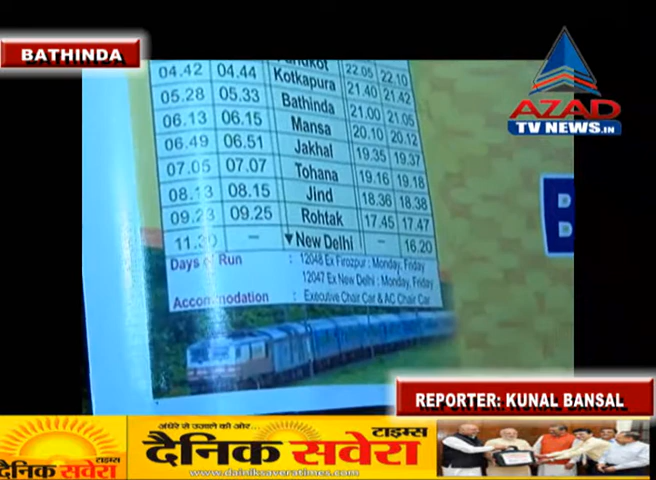 BATHINDA
AZAD
TV NEWS.IN
04.42 04.44 Kotkapura 22.05 22.10
05.28 05.33 Bathinda 21.40 21.42
06.13 06.15 Mansa 21.00 21.05
06.49 06.51 Jakhal 20.10 20.12
07.05 07.07 Tohana 19.35 19.37
08.13 08.15 Jind 19.16 19.18
09.23 09.25 Rohtak 18.36 18.38
11.30 – ▼New Delhi 17.45 17.47
– 16.20
Days of Run : 12048 Ex Firozpur : Monday, Friday
12047 Ex New Delhi : Monday, Friday
Accommodation : Executive Chair Car & AC Chair Car
B
REPORTER: KUNAL BANSAL
टाइम्स
दैनिक सवेरा
अंधेरे से उजाले की ओर...
टाइम्स
दैनिक सवेरा
www.dainiksaveratimes.com